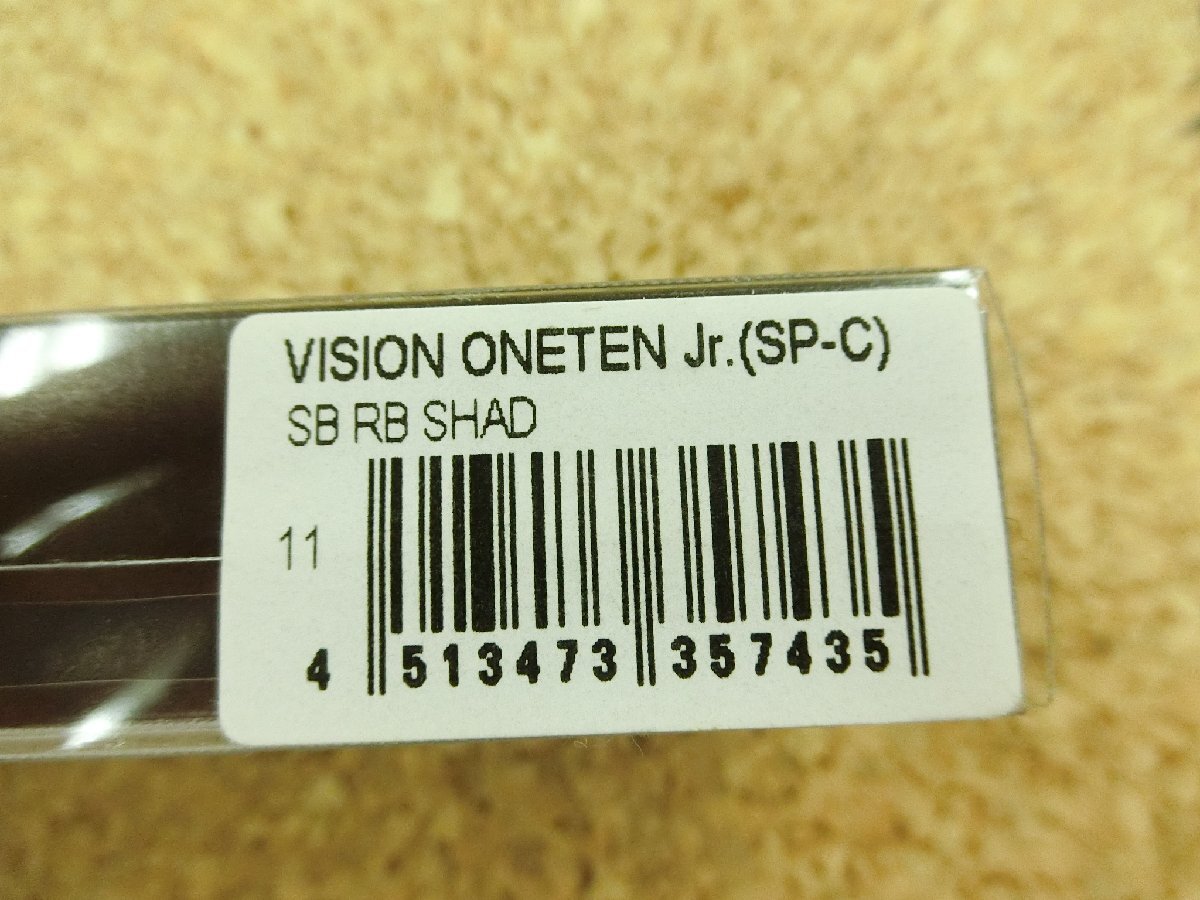 VISION ONETEN Jr.(SP-C)
SB RB SHAD
11
4 513473 357435